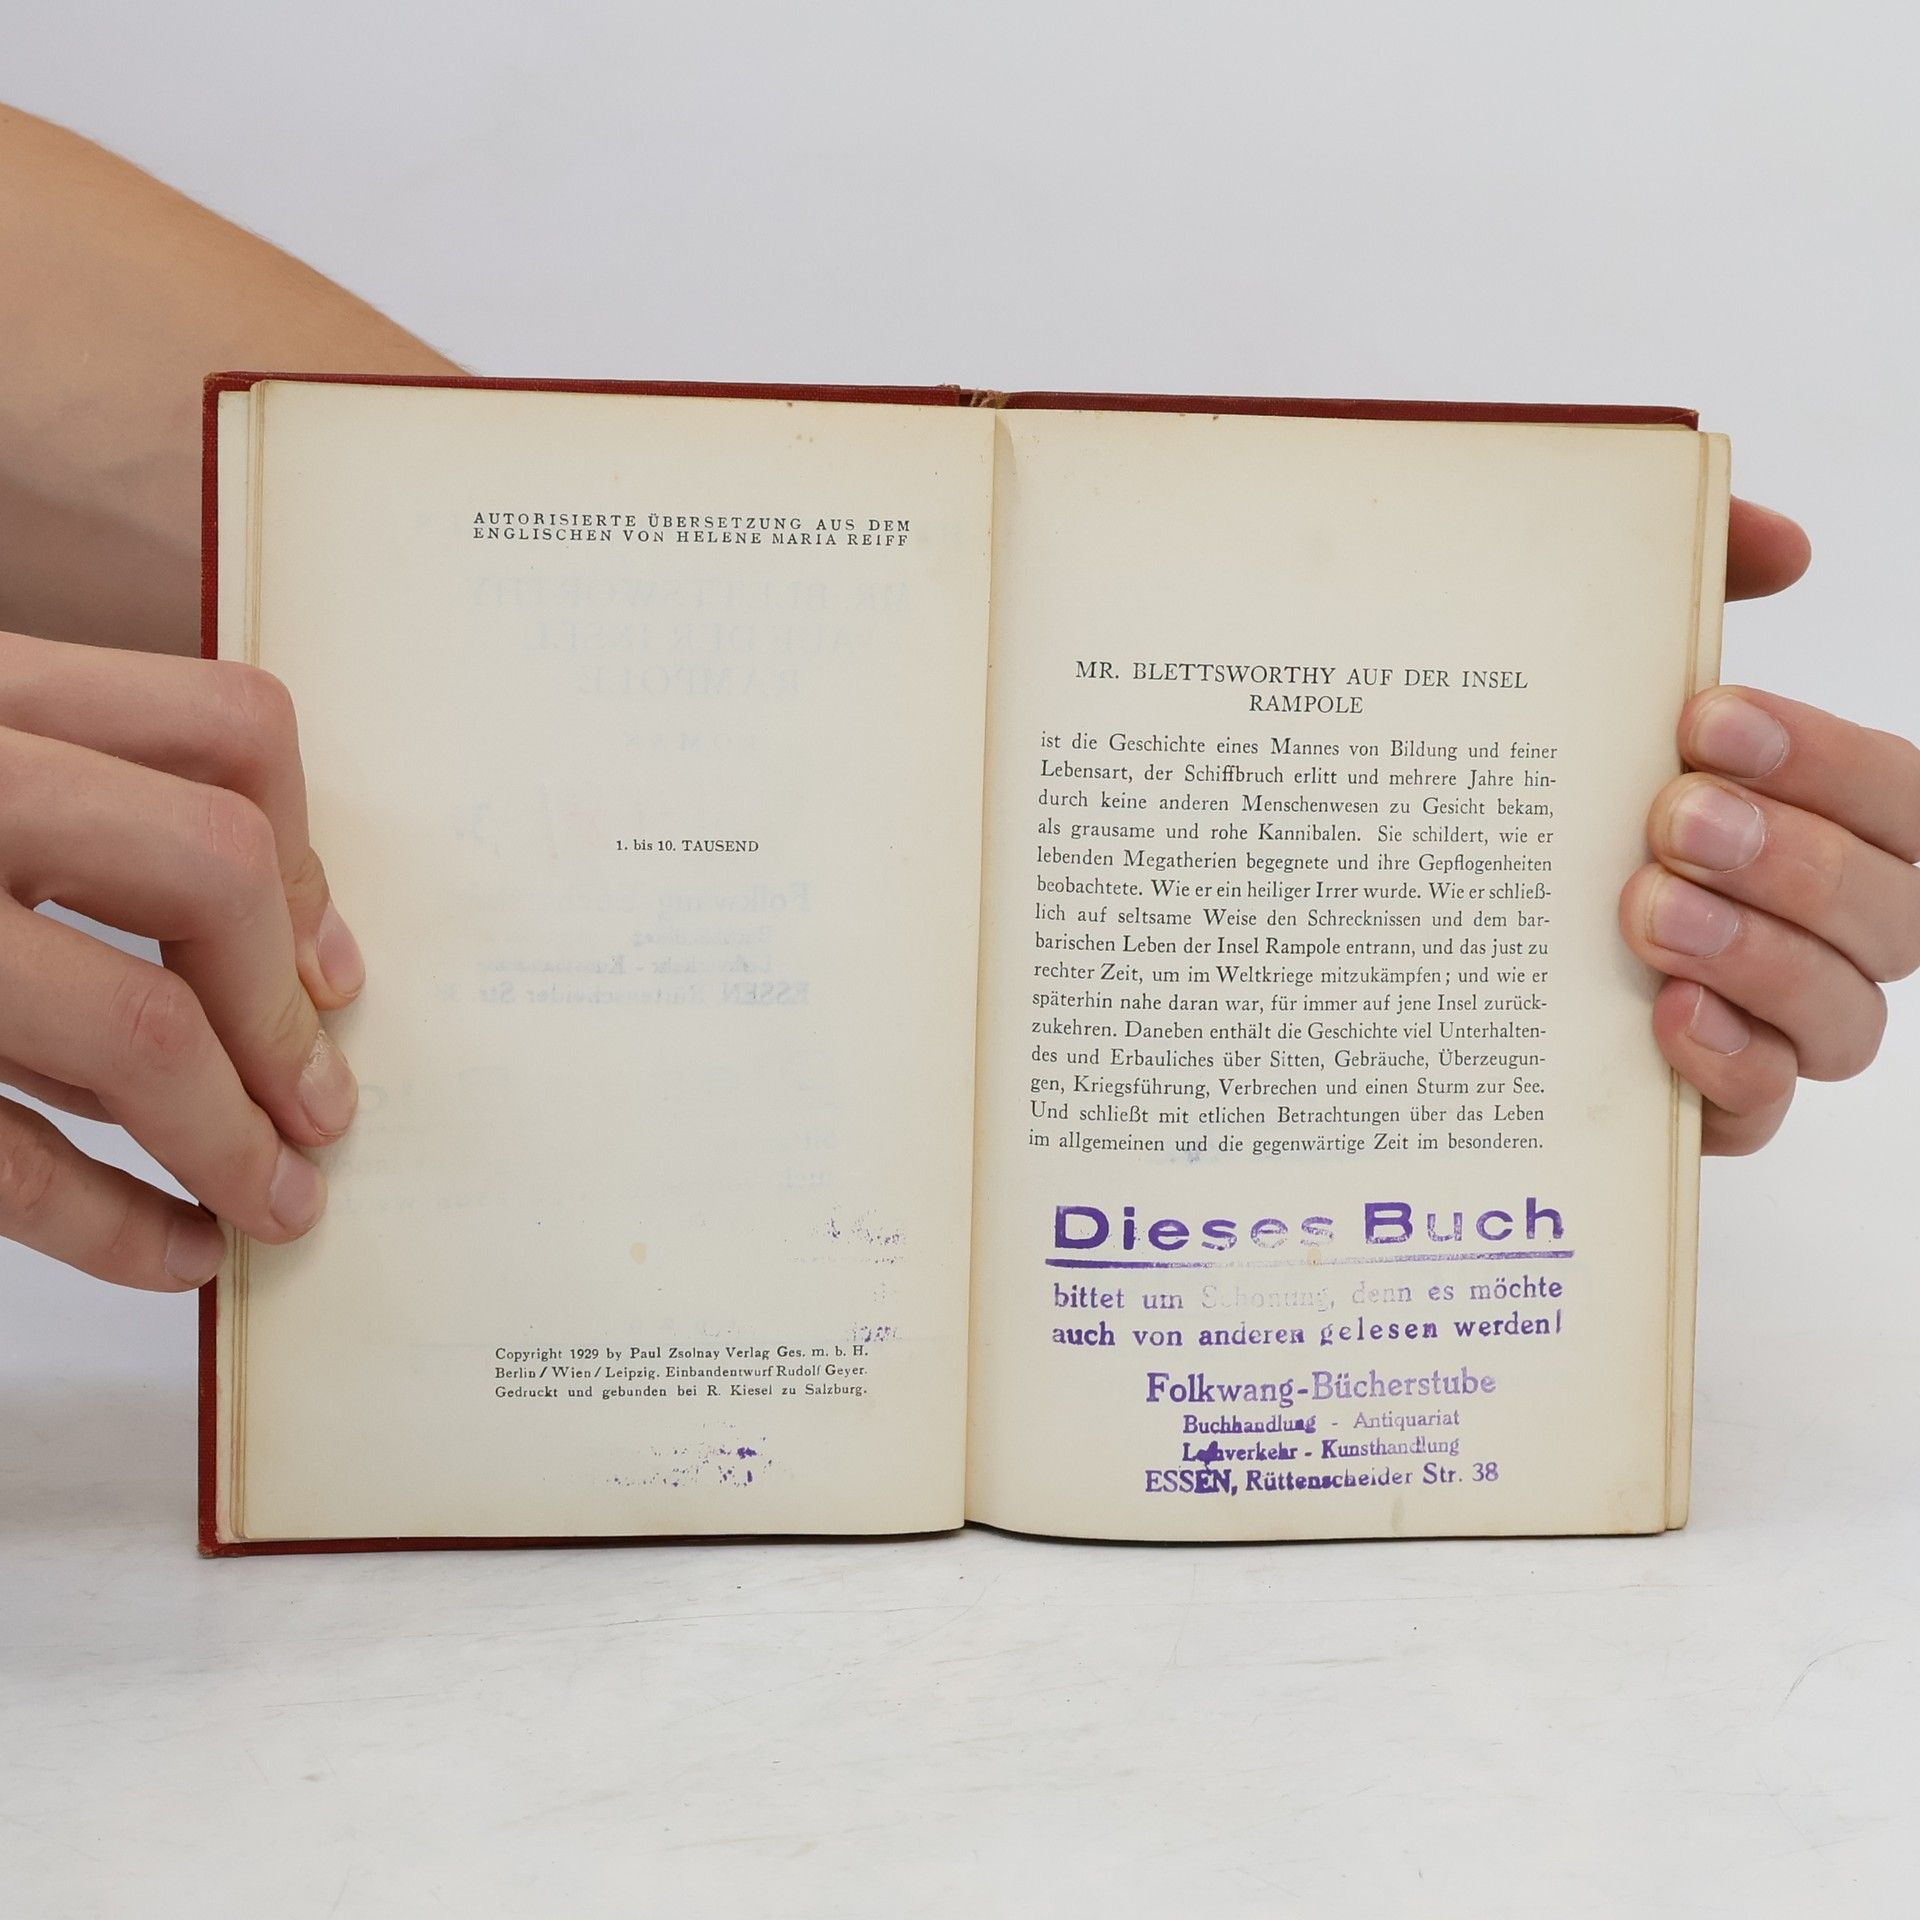 AUTORISIERTE ÜBERSETZUNG AUS DEM
ENGLISCHEN VON HELENE MARIA REIFF
1. bis 10. TAUSEND
Copyright 1929 by Paul Zsolnay Verlag Ges. m. b. H.
Berlin / Wien / Leipzig. Einbandentwurf Rudolf Geyer.
Gedruckt und gebunden bei R. Kiesel zu Salzburg.
MR. BLETTSWORTHY AUF DER INSEL
RAMPOLE
ist die Geschichte eines Mannes von Bildung und feiner
Lebensart, der Schiffbruch erlitt und mehrere Jahre hin-
durch keine anderen Menschenwesen zu Gesicht bekam,
als grausame und rohe Kannibalen. Sie schildert, wie er
lebenden Megatherien begegnete und ihre Gepflogenheiten
beobachtete. Wie er ein heiliger Irrer wurde. Wie er schließ-
lich auf seltsame Weise den Schrecknissen und dem bar-
barischen Leben der Insel Rampole entrann, und das just zu
rechter Zeit, um im Weltkriege mitzukämpfen; und wie er
späterhin nahe daran war, für immer auf jene Insel zurück-
zukehren. Daneben enthält die Geschichte viel Unterhalten-
des und Erbauliches über Sitten, Gebräuche, Überzeugun-
gen, Kriegsführung, Verbrechen und einen Sturm zur See.
Und schließt mit etlichen Betrachtungen über das Leben
im allgemeinen und die gegenwärtige Zeit im besonderen.
Dieses Buch
bittet um Schonung, denn es möchte
auch von anderen gelesen werden!
Folkwang-Bücherstube
Buchhandlung - Antiquariat
Leihverkehr - Kunsthandlung
ESSEN, Rüttenscheider Str. 38